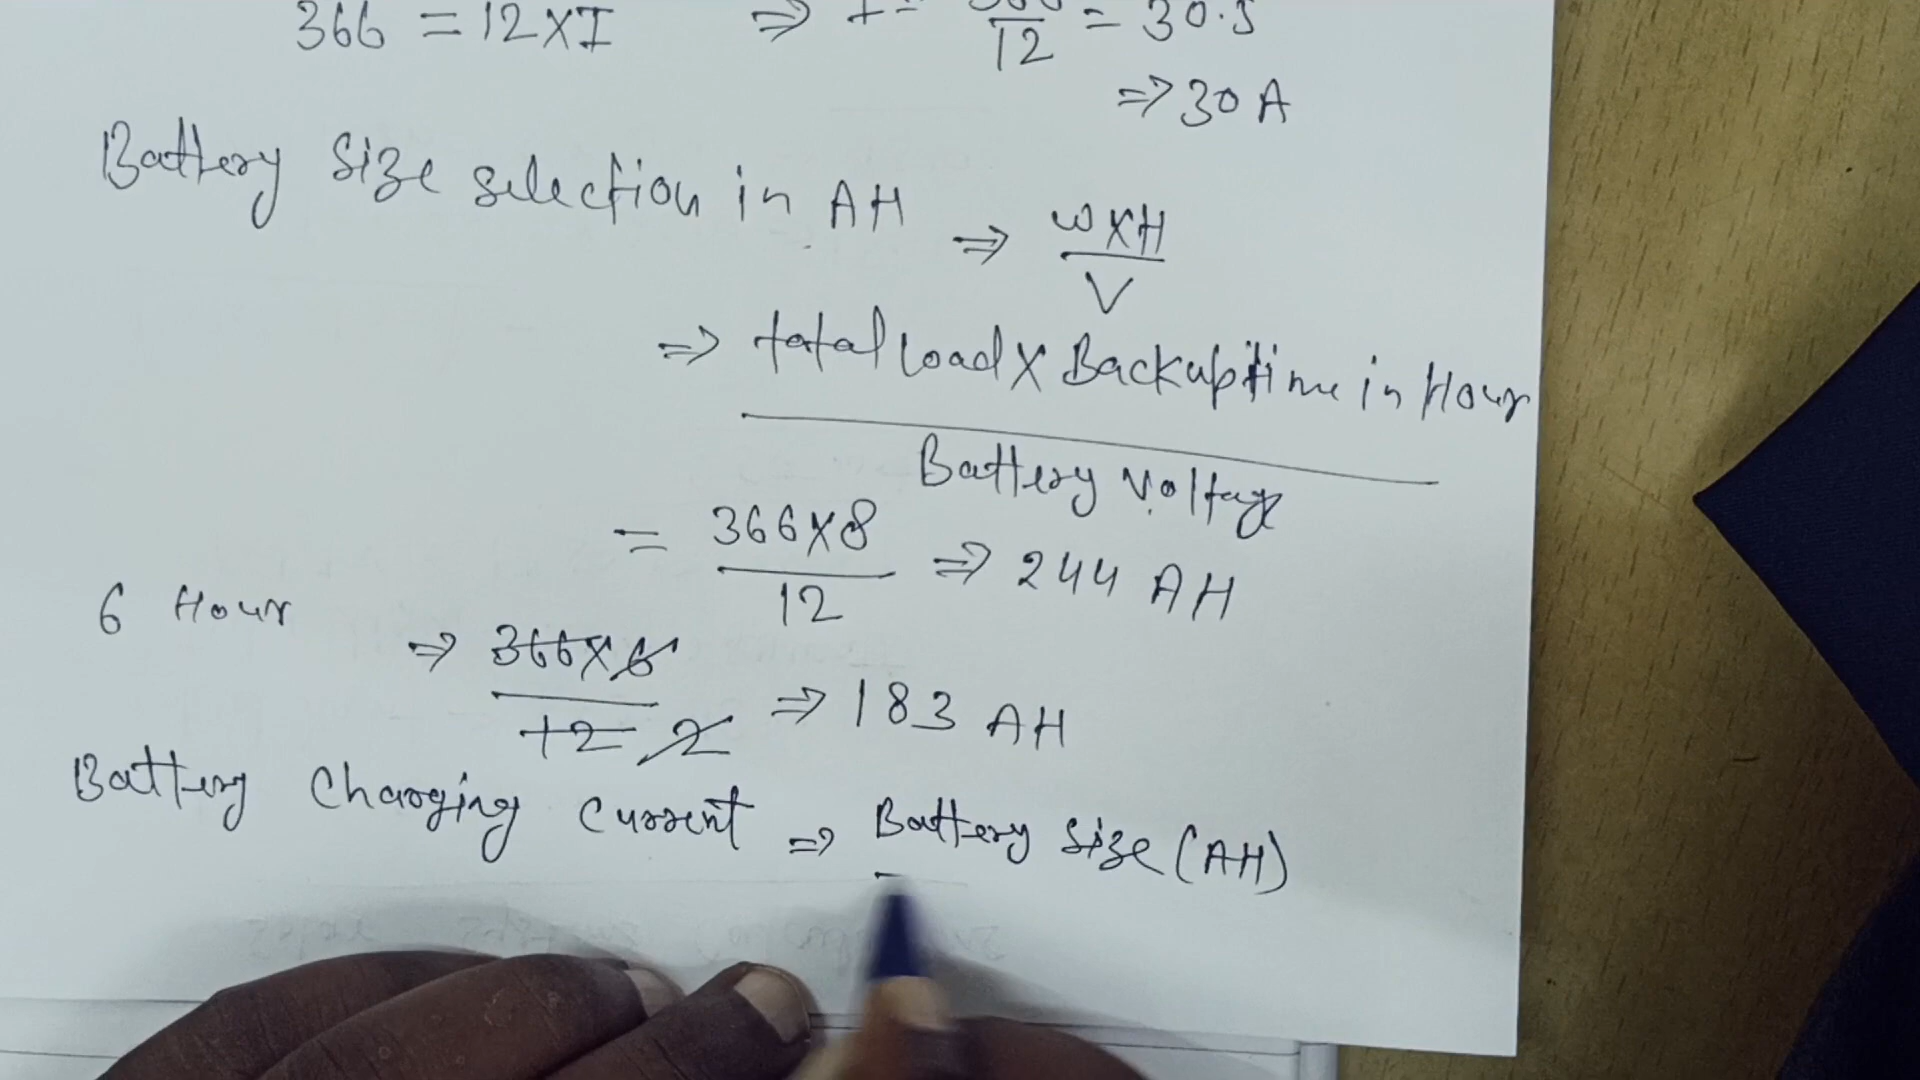 366 = 12 X I ⇒ I = 366/12 = 30.5
⇒ 30 A
Battery Size selection in AH ⇒ W X H / V
⇒ tatal Load X Backup time in Hour / Battery Voltage
= 366 X 8 / 12 ⇒ 244 AH
6 Hour ⇒ 366 X 6 / 12 2 ⇒ 183 AH
Battery Charging Current ⇒ Battery Size (AH)